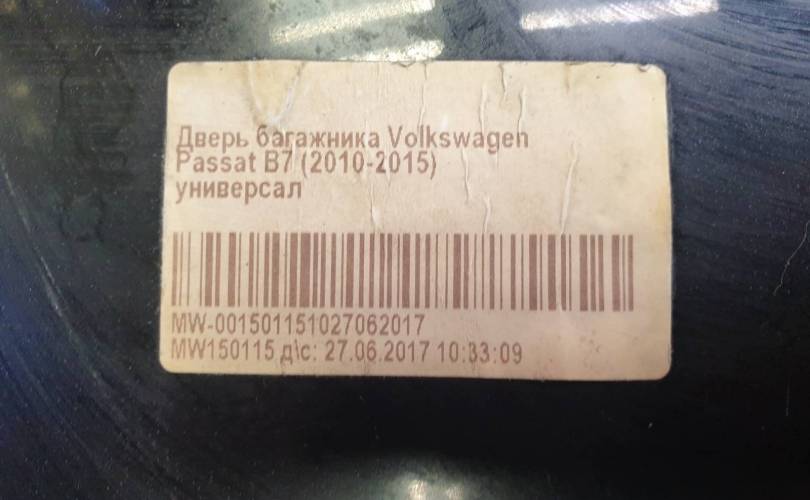 Дверь багажника Volkswagen
Passat B7 (2010-2015)
универсал
MW-001501151027062017
MW150115 д\с: 27.06.2017 10:33:09